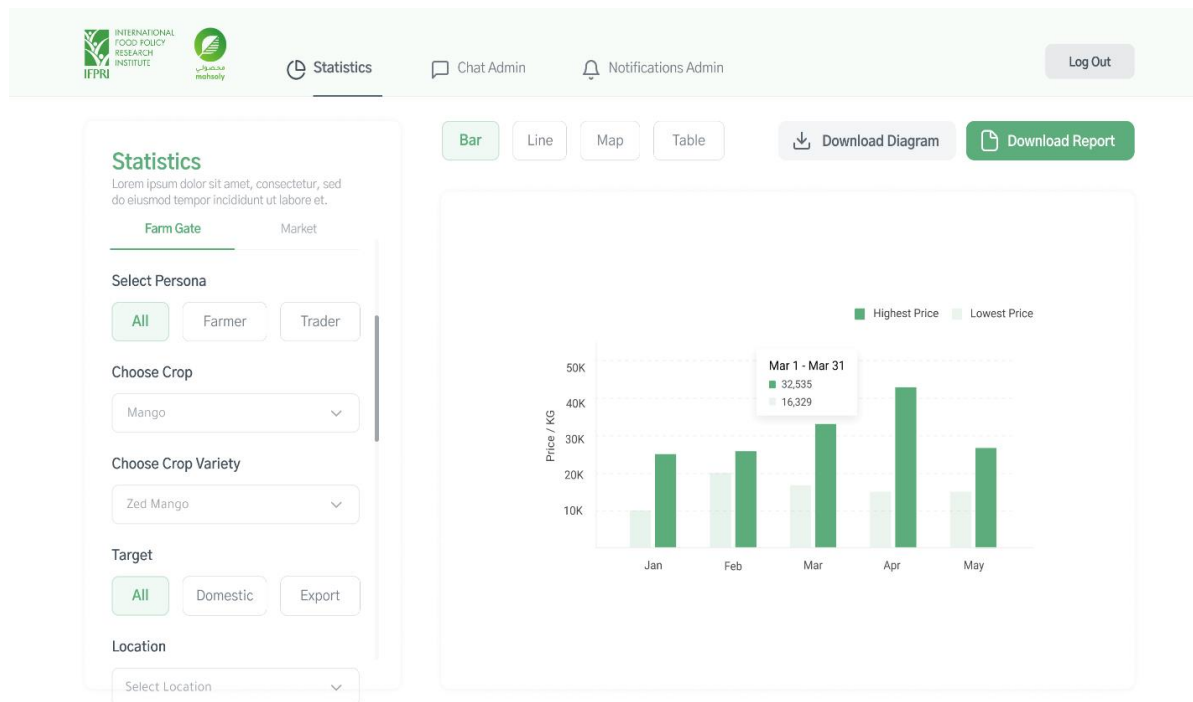 INTERNATIONAL
FOOD POLICY
RESEARCH
INSTITUTE
IFPRI
محصولي
mahsoly
Statistics
Chat Admin
Notifications Admin
Log Out
Statistics
Lorem ipsum dolor sit amet, consectetur, sed
do eiusmod tempor incididunt ut labore et.
Farm Gate
Market
Select Persona
All
Farmer
Trader
Choose Crop
Mango
Choose Crop Variety
Zed Mango
Target
All
Domestic
Export
Location
Select Location
Bar
Line
Map
Table
Download Diagram
Download Report
Highest Price
Lowest Price
Mar 1 - Mar 31
32,535
16,329
Price / KG
50K
40K
30K
20K
10K
Jan
Feb
Mar
Apr
May